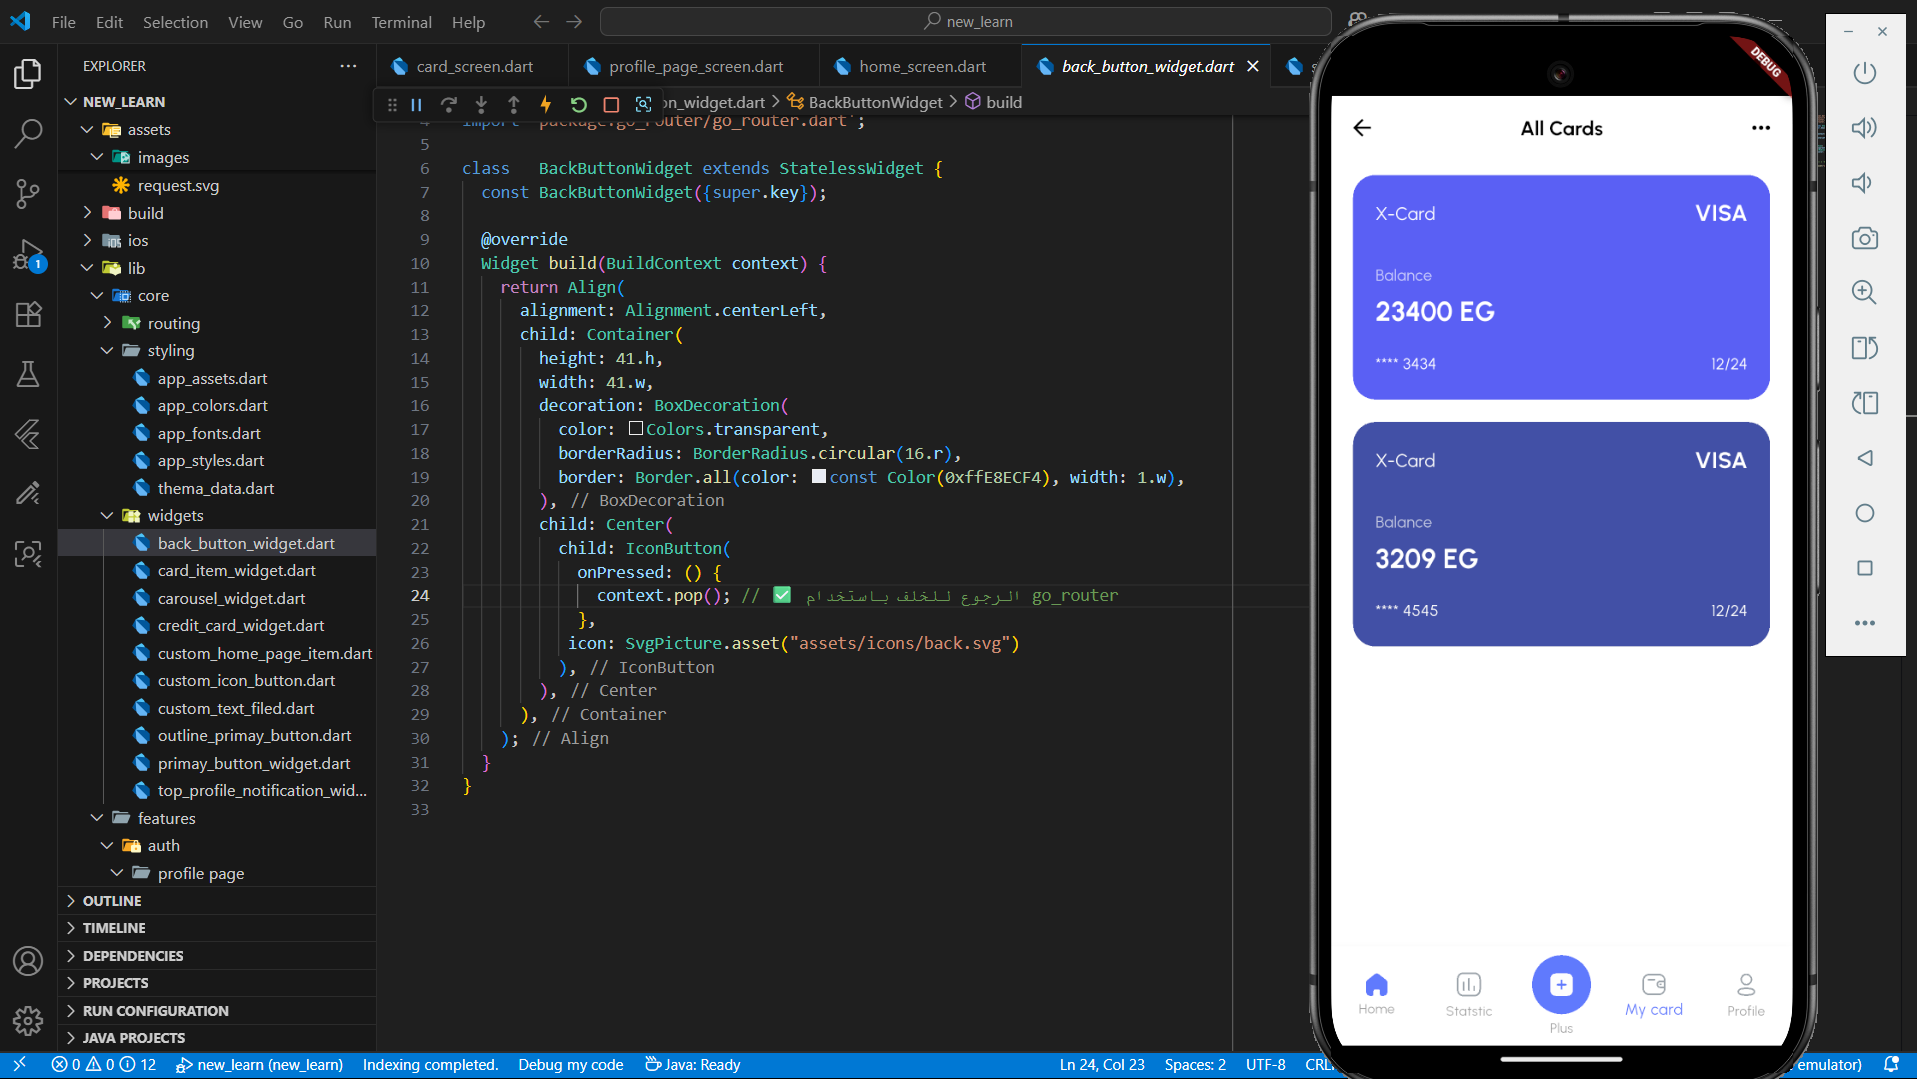 File Edit Selection View Go Run Terminal Help
new_learn
EXPLORER
NEW_LEARN
assets
images
request.svg
build
ios
lib
core
routing
styling
app_assets.dart
app_colors.dart
app_fonts.dart
app_styles.dart
thema_data.dart
widgets
back_button_widget.dart
card_item_widget.dart
carousel_widget.dart
credit_card_widget.dart
custom_home_page_item.dart
custom_icon_button.dart
custom_text_filed.dart
outline_primay_button.dart
primay_button_widget.dart
top_profile_notification_wid...
features
auth
profile page
OUTLINE
TIMELINE
DEPENDENCIES
PROJECTS
RUN CONFIGURATION
JAVA PROJECTS
1
card_screen.dart profile_page_screen.dart home_screen.dart back_button_widget.dart
on_widget.dart > BackButtonWidget > build
import 'package:go_router/go_router.dart';
5
6 class BackButtonWidget extends StatelessWidget {
7 const BackButtonWidget({super.key});
8
9 @override
10 Widget build(BuildContext context) {
11 return Align(
12 alignment: Alignment.centerLeft,
13 child: Container(
14 height: 41.h,
15 width: 41.w,
16 decoration: BoxDecoration(
17 color: Colors.transparent,
18 borderRadius: BorderRadius.circular(16.r),
19 border: Border.all(color: const Color(0xffE8ECF4), width: 1.w),
20 ), // BoxDecoration
21 child: Center(
22 child: IconButton(
23 onPressed: () {
24 context.pop(); // ✅ الرجوع للخلف باستخدام go_router
25 },
26 icon: SvgPicture.asset("assets/icons/back.svg")
27 ), // IconButton
28 ), // Center
29 ), // Container
30 ); // Align
31 }
32 }
33
DEBUG
All Cards
X-Card VISA
Balance
23400 EG
**** 3434 12/24
X-Card VISA
Balance
3209 EG
**** 4545 12/24
Home Statstic Plus My card Profile
0 0 12 new_learn (new_learn) Indexing completed. Debug my code Java: Ready Ln 24, Col 23 Spaces: 2 UTF-8 emulator)